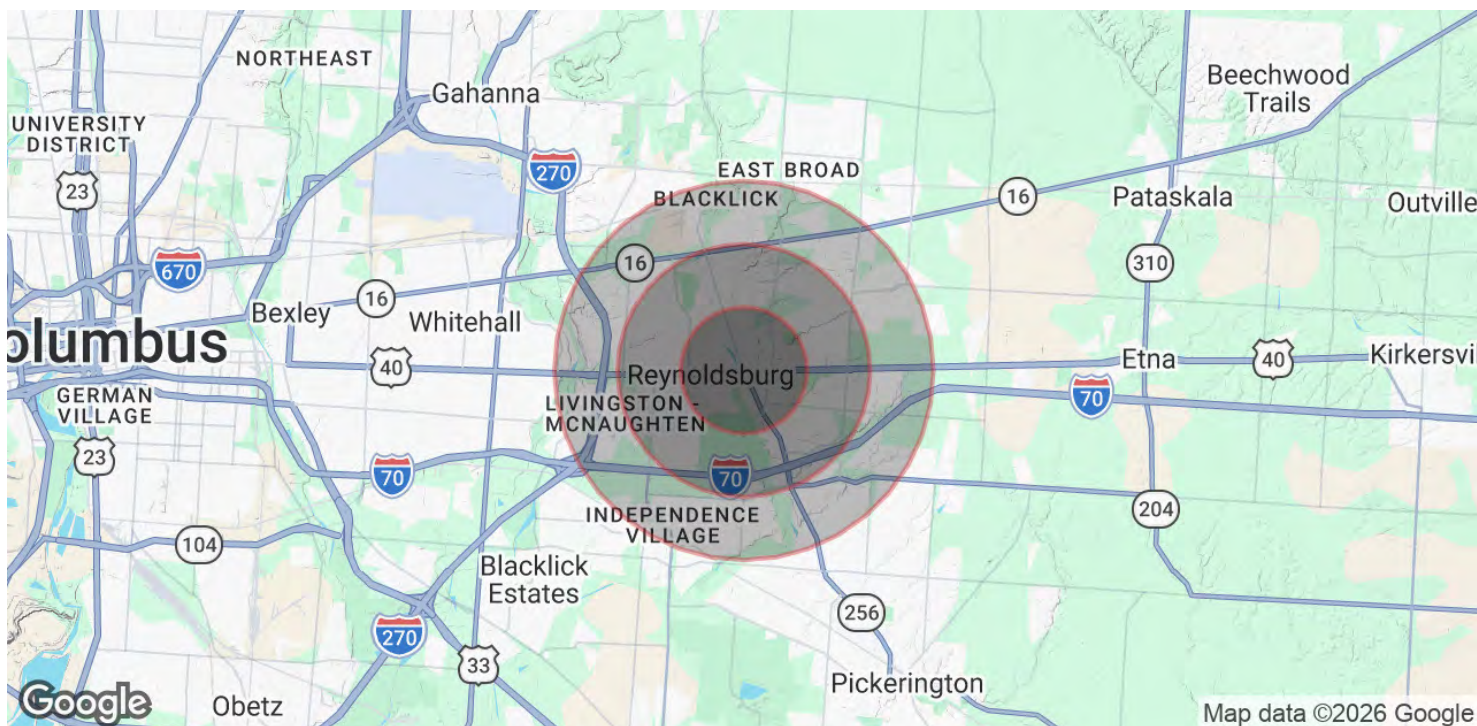 NORTHEAST
Beechwood
Trails
Gahanna
UNIVERSITY
DISTRICT
270
EAST BROAD
23
BLACKLICK
16
Pataskala
Outville
670
16
310
16
Bexley
Whitehall
olumbus
Etna
40
Kirkersvi
40
Reynoldsburg
70
GERMAN
VILLAGE
LIVINGSTON -
MCNAUGHTEN
23
70
70
204
INDEPENDENCE
VILLAGE
104
Blacklick
Estates
256
270
33
Pickerington
Google
Obetz
Map data ©2026 Google